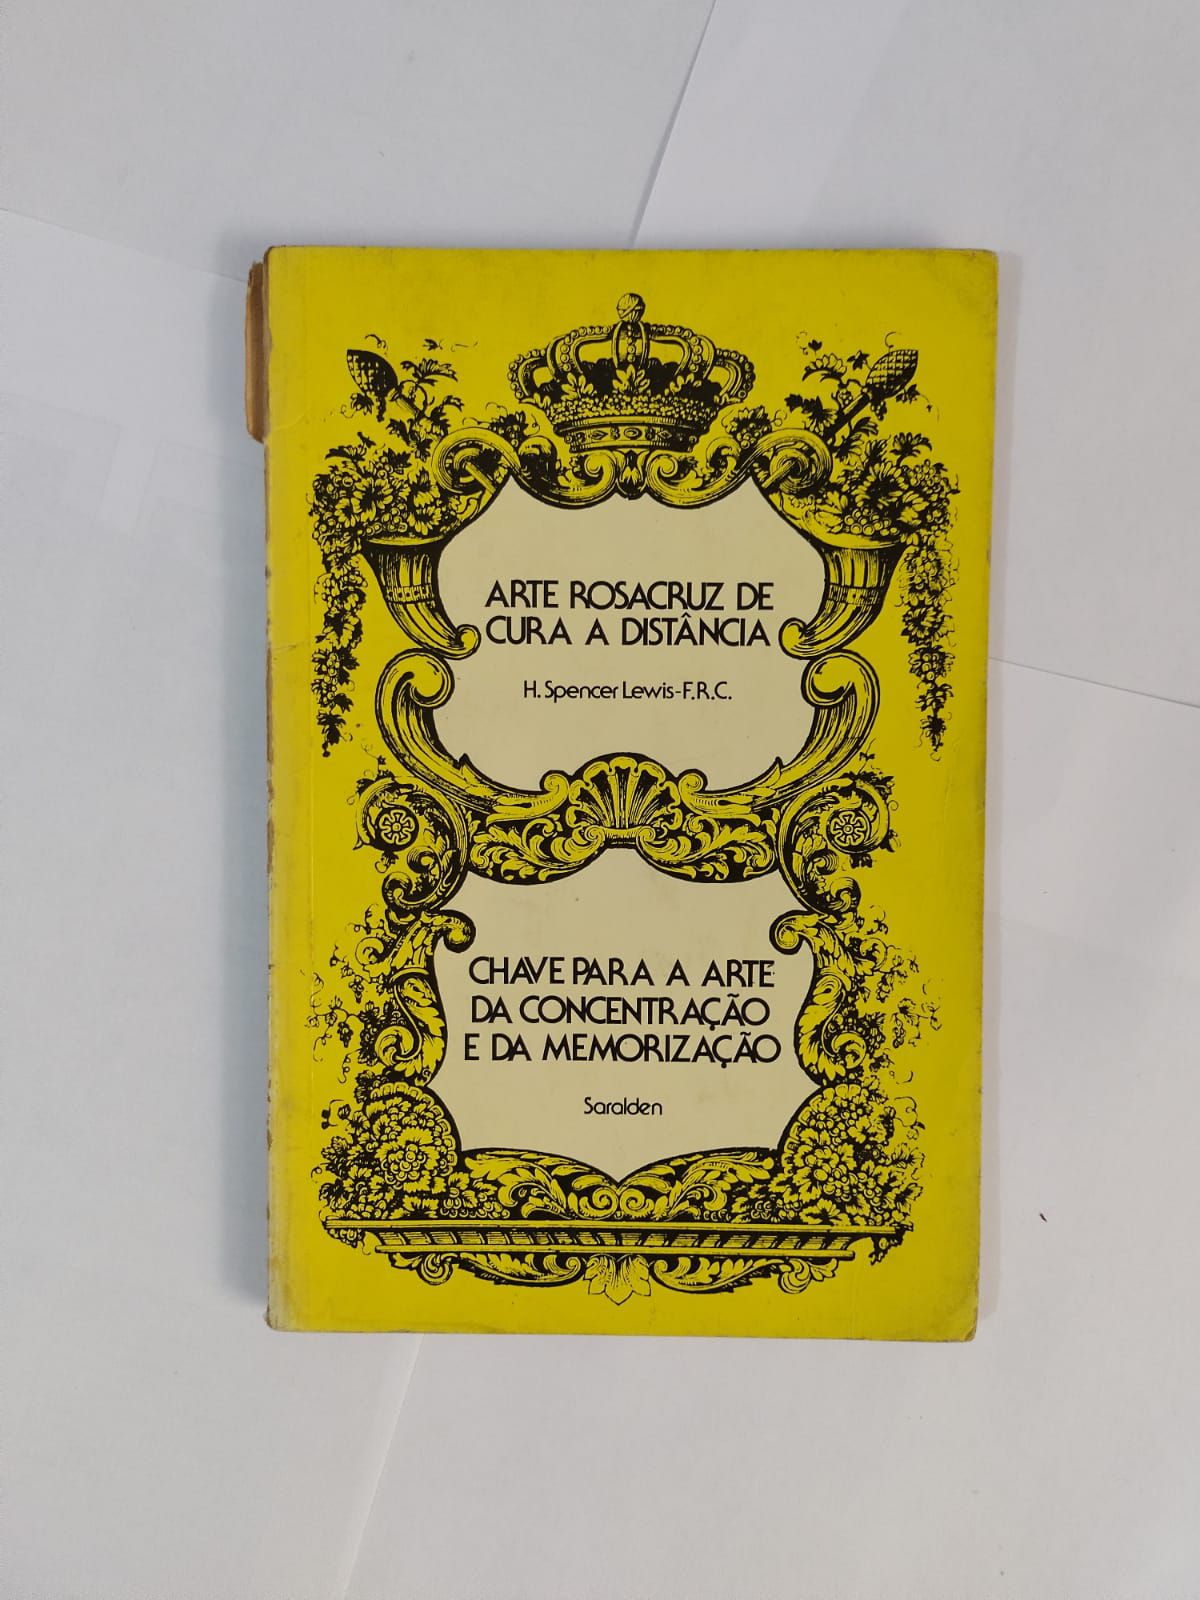 ARTE ROSACRUZ DE
CURA A DISTÂNCIA
H. Spencer Lewis-F.R.C.
CHAVE PARA A ARTE
DA CONCENTRAÇÃO
E DA MEMORIZAÇÃO
Saralden